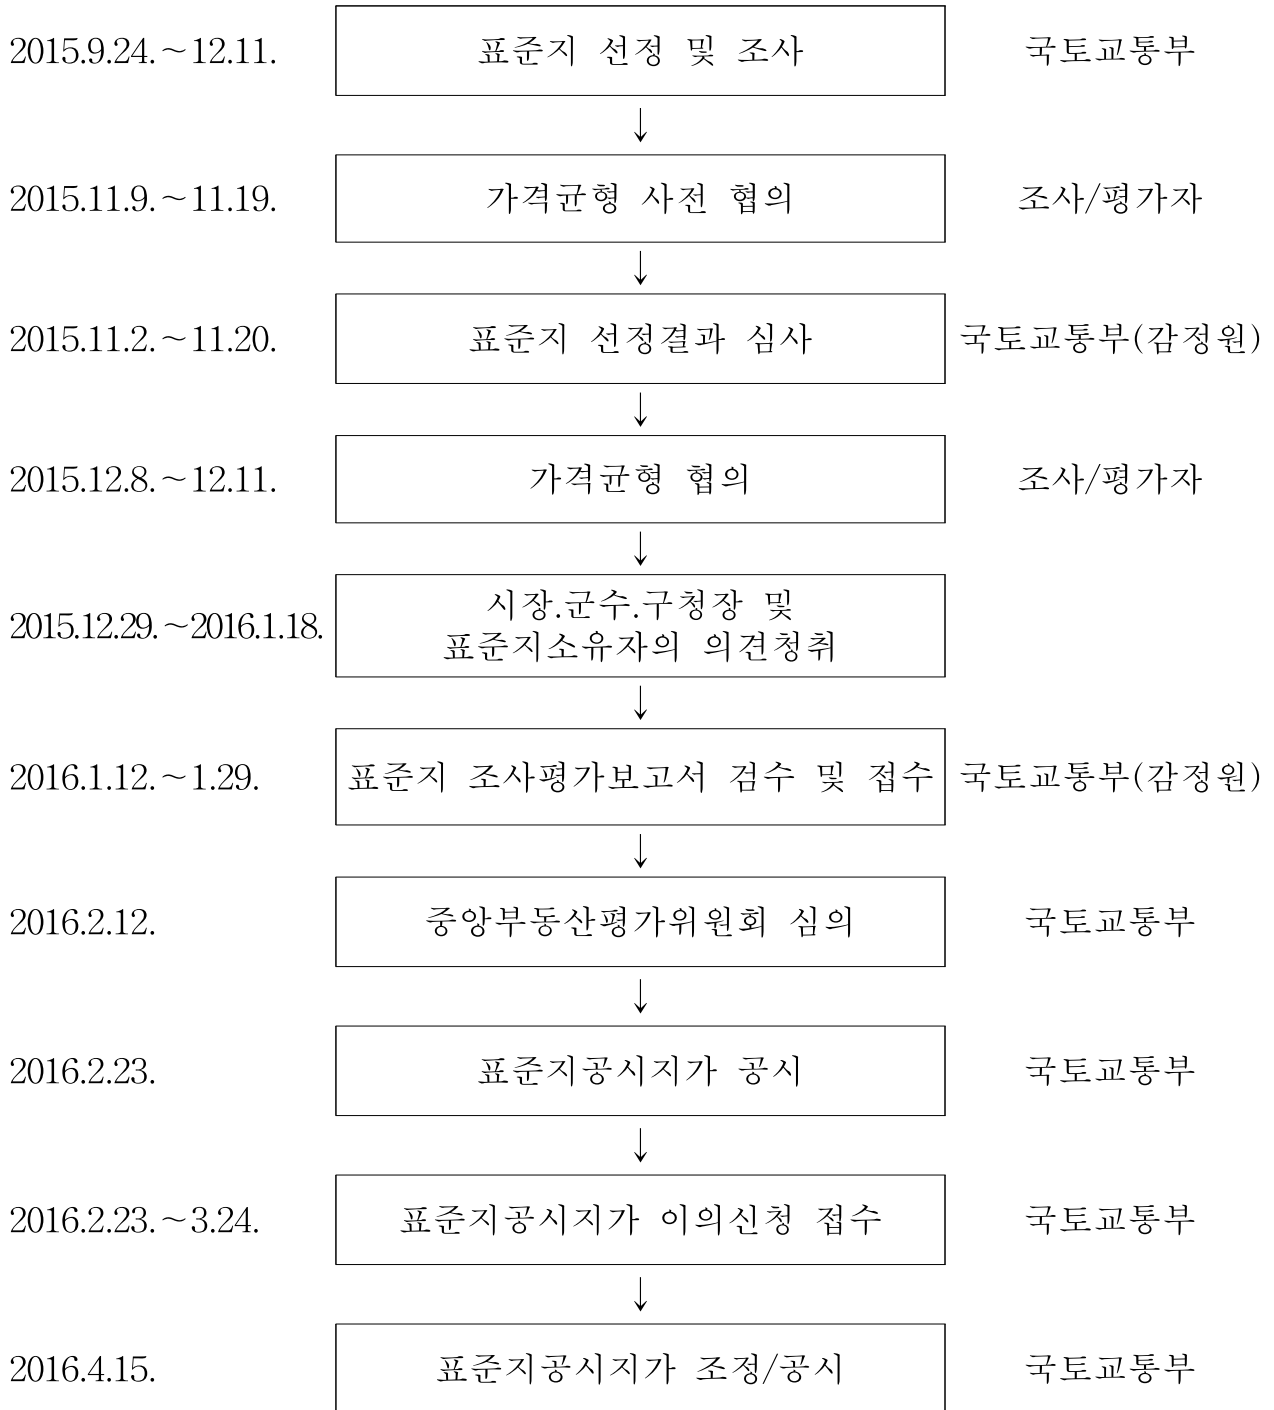 2015.9.24.~12.11. 표준지 선정 및 조사 국토교통부
↓
2015.11.9.~11.19. 가격균형 사전 협의 조사/평가자
↓
2015.11.2.~11.20. 표준지 선정결과 심사 국토교통부(감정원)
↓
2015.12.8.~12.11. 가격균형 협의 조사/평가자
↓
2015.12.29.~2016.1.18. 시장.군수.구청장 및
표준지소유자의 의견청취
↓
2016.1.12.~1.29. 표준지 조사평가보고서 검수 및 접수 국토교통부(감정원)
↓
2016.2.12. 중앙부동산평가위원회 심의 국토교통부
↓
2016.2.23. 표준지공시지가 공시 국토교통부
↓
2016.2.23.~3.24. 표준지공시지가 이의신청 접수 국토교통부
↓
2016.4.15. 표준지공시지가 조정/공시 국토교통부